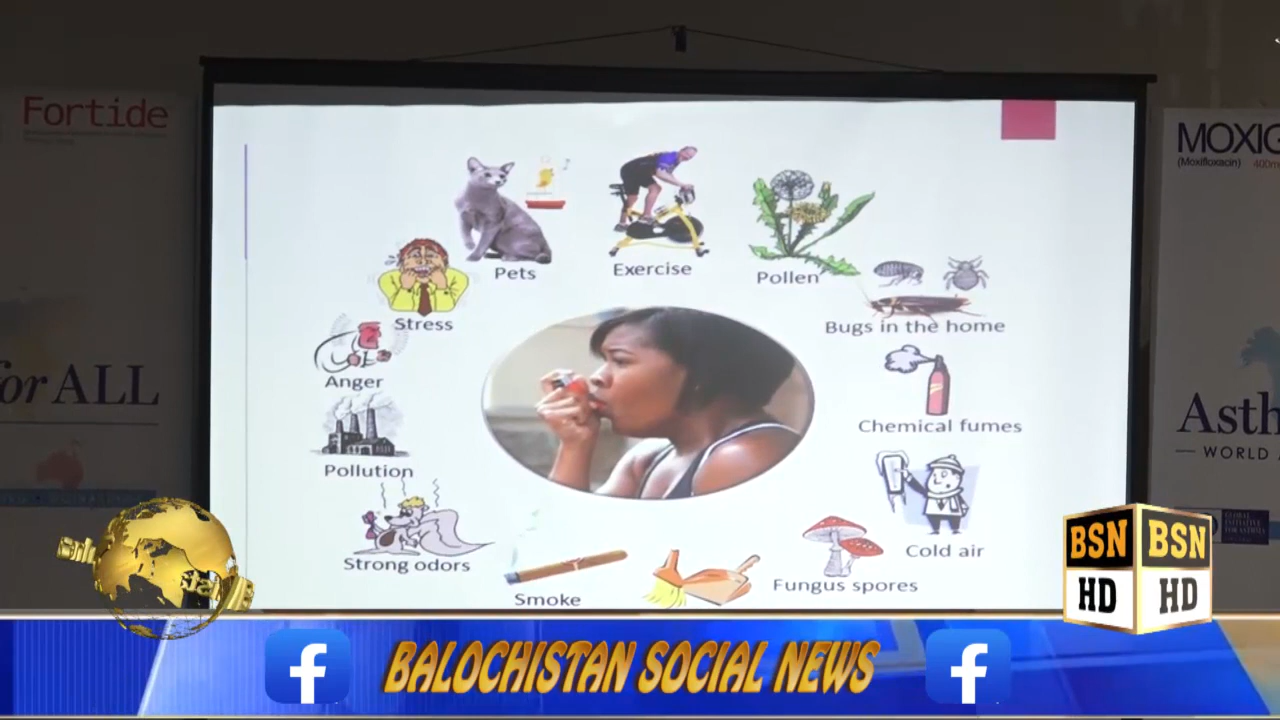 Fortide
MOXIG
(Moxifloxacin) 400m
for ALL
Asth
WORLD
Pets
Exercise
Pollen
Stress
Bugs in the home
Anger
Chemical fumes
Pollution
Cold air
Strong odors
Fungus spores
Smoke
BSN
HD
BSN
HD
BALOCHISTAN SOCIAL NEWS